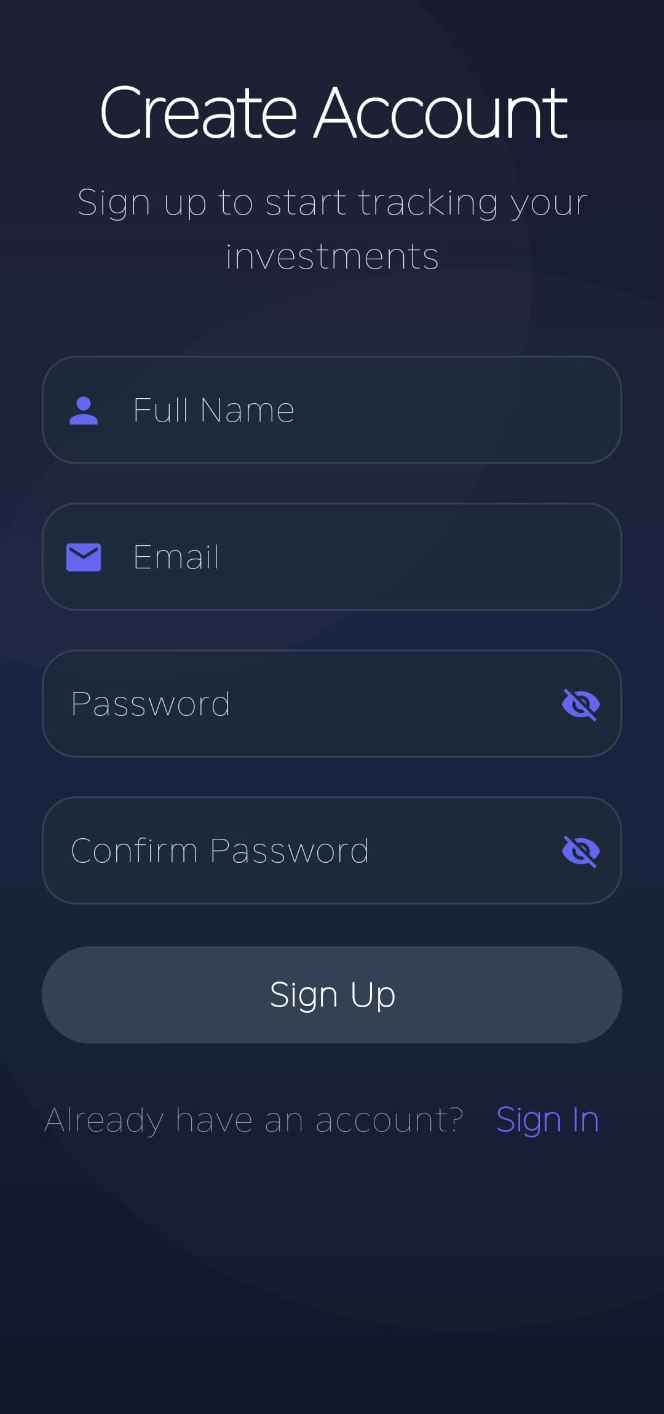 Create Account
Sign up to start tracking your
investments
Full Name
Email
Password
Confirm Password
Sign Up
Already have an account? Sign In